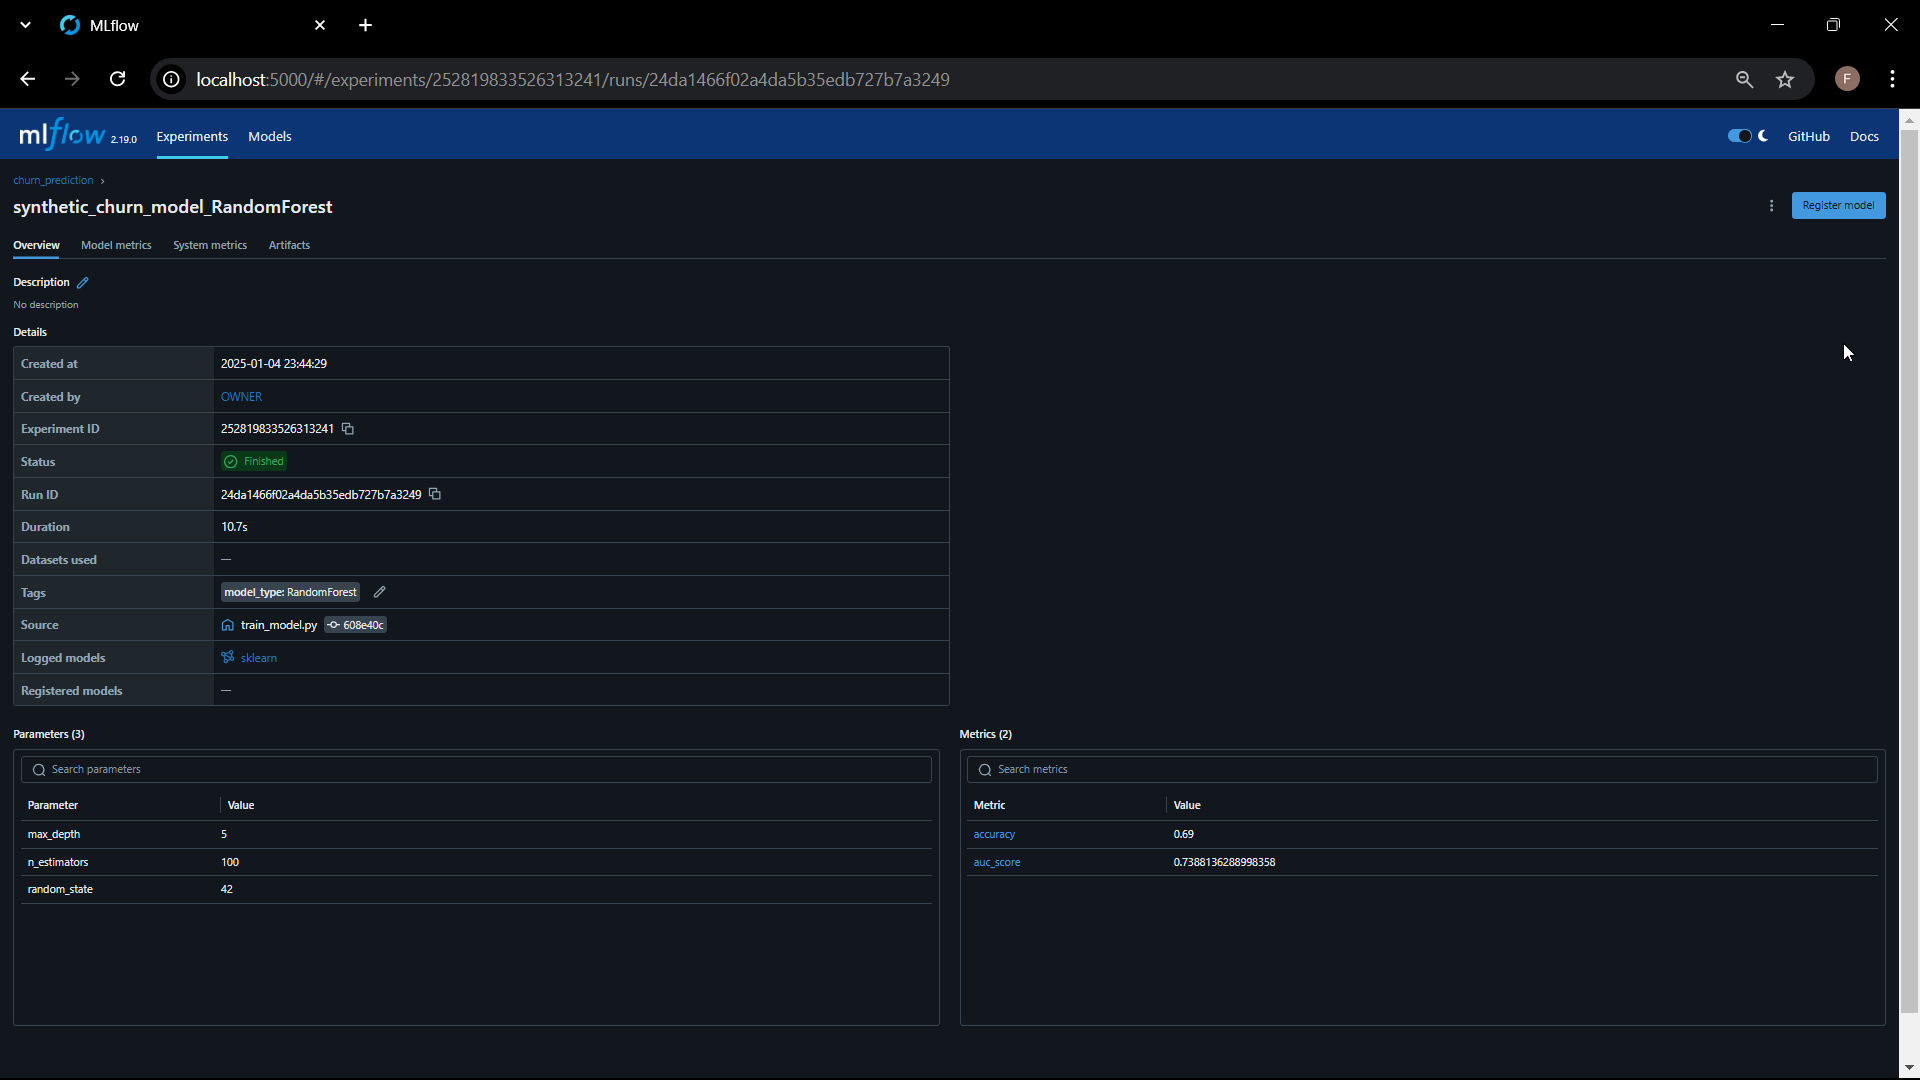 MLflow
localhost:5000/#/experiments/252819833526313241/runs/24da1466f02a4da5b35edb727b7a3249
F
mlflow 2.19.0 Experiments Models GitHub Docs
churn_prediction ›
synthetic_churn_model_RandomForest
Register model
Overview Model metrics System metrics Artifacts
Description
No description
Details
Created at 2025-01-04 23:44:29
Created by OWNER
Experiment ID 252819833526313241
Status Finished
Run ID 24da1466f02a4da5b35edb727b7a3249
Duration 10.7s
Datasets used —
Tags model_type: RandomForest
Source train_model.py 608e40c
Logged models sklearn
Registered models —
Parameters (3)
Search parameters
Parameter Value
max_depth 5
n_estimators 100
random_state 42
Metrics (2)
Search metrics
Metric Value
accuracy 0.69
auc_score 0.7388136288998358